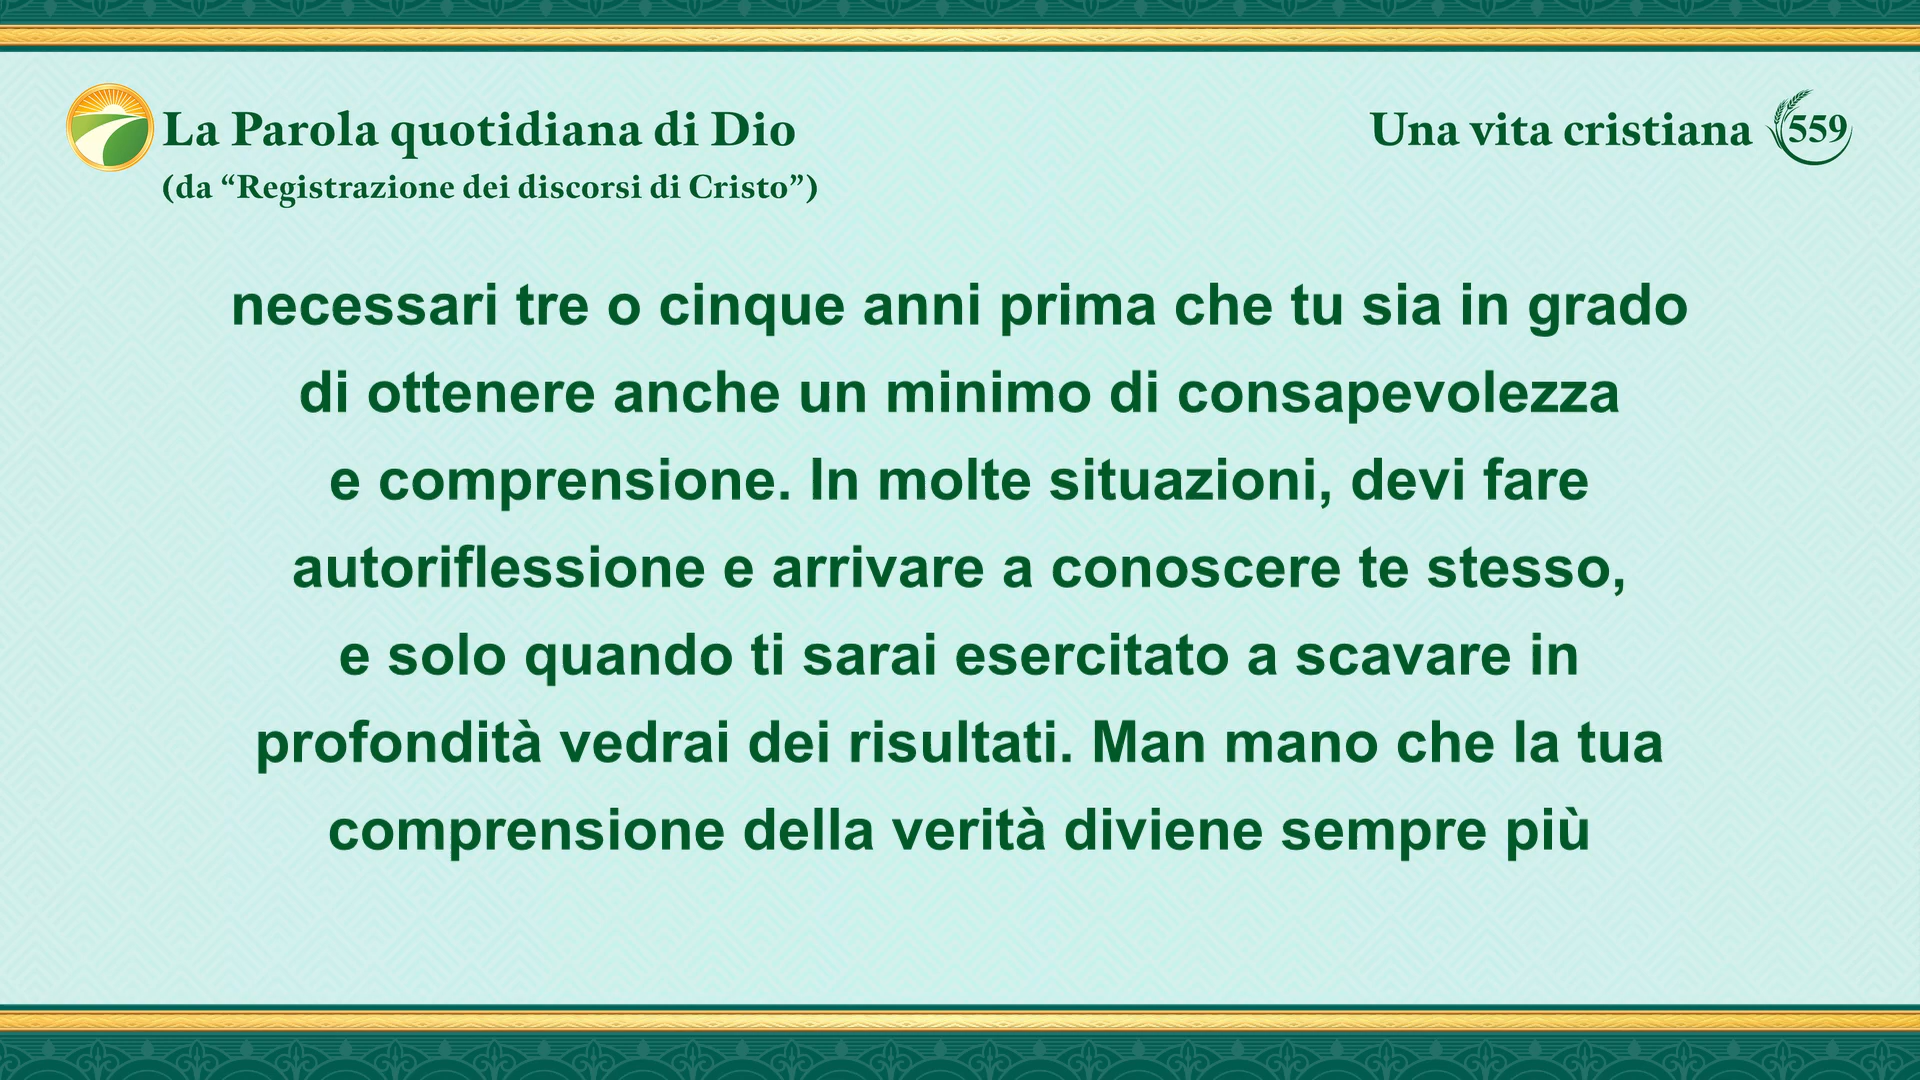 La Parola quotidiana di Dio
(da “Registrazione dei discorsi di Cristo”)
Una vita cristiana 559
necessari tre o cinque anni prima che tu sia in grado
di ottenere anche un minimo di consapevolezza
e comprensione. In molte situazioni, devi fare
autoriflessione e arrivare a conoscere te stesso,
e solo quando ti sarai esercitato a scavare in
profondità vedrai dei risultati. Man mano che la tua
comprensione della verità diviene sempre più